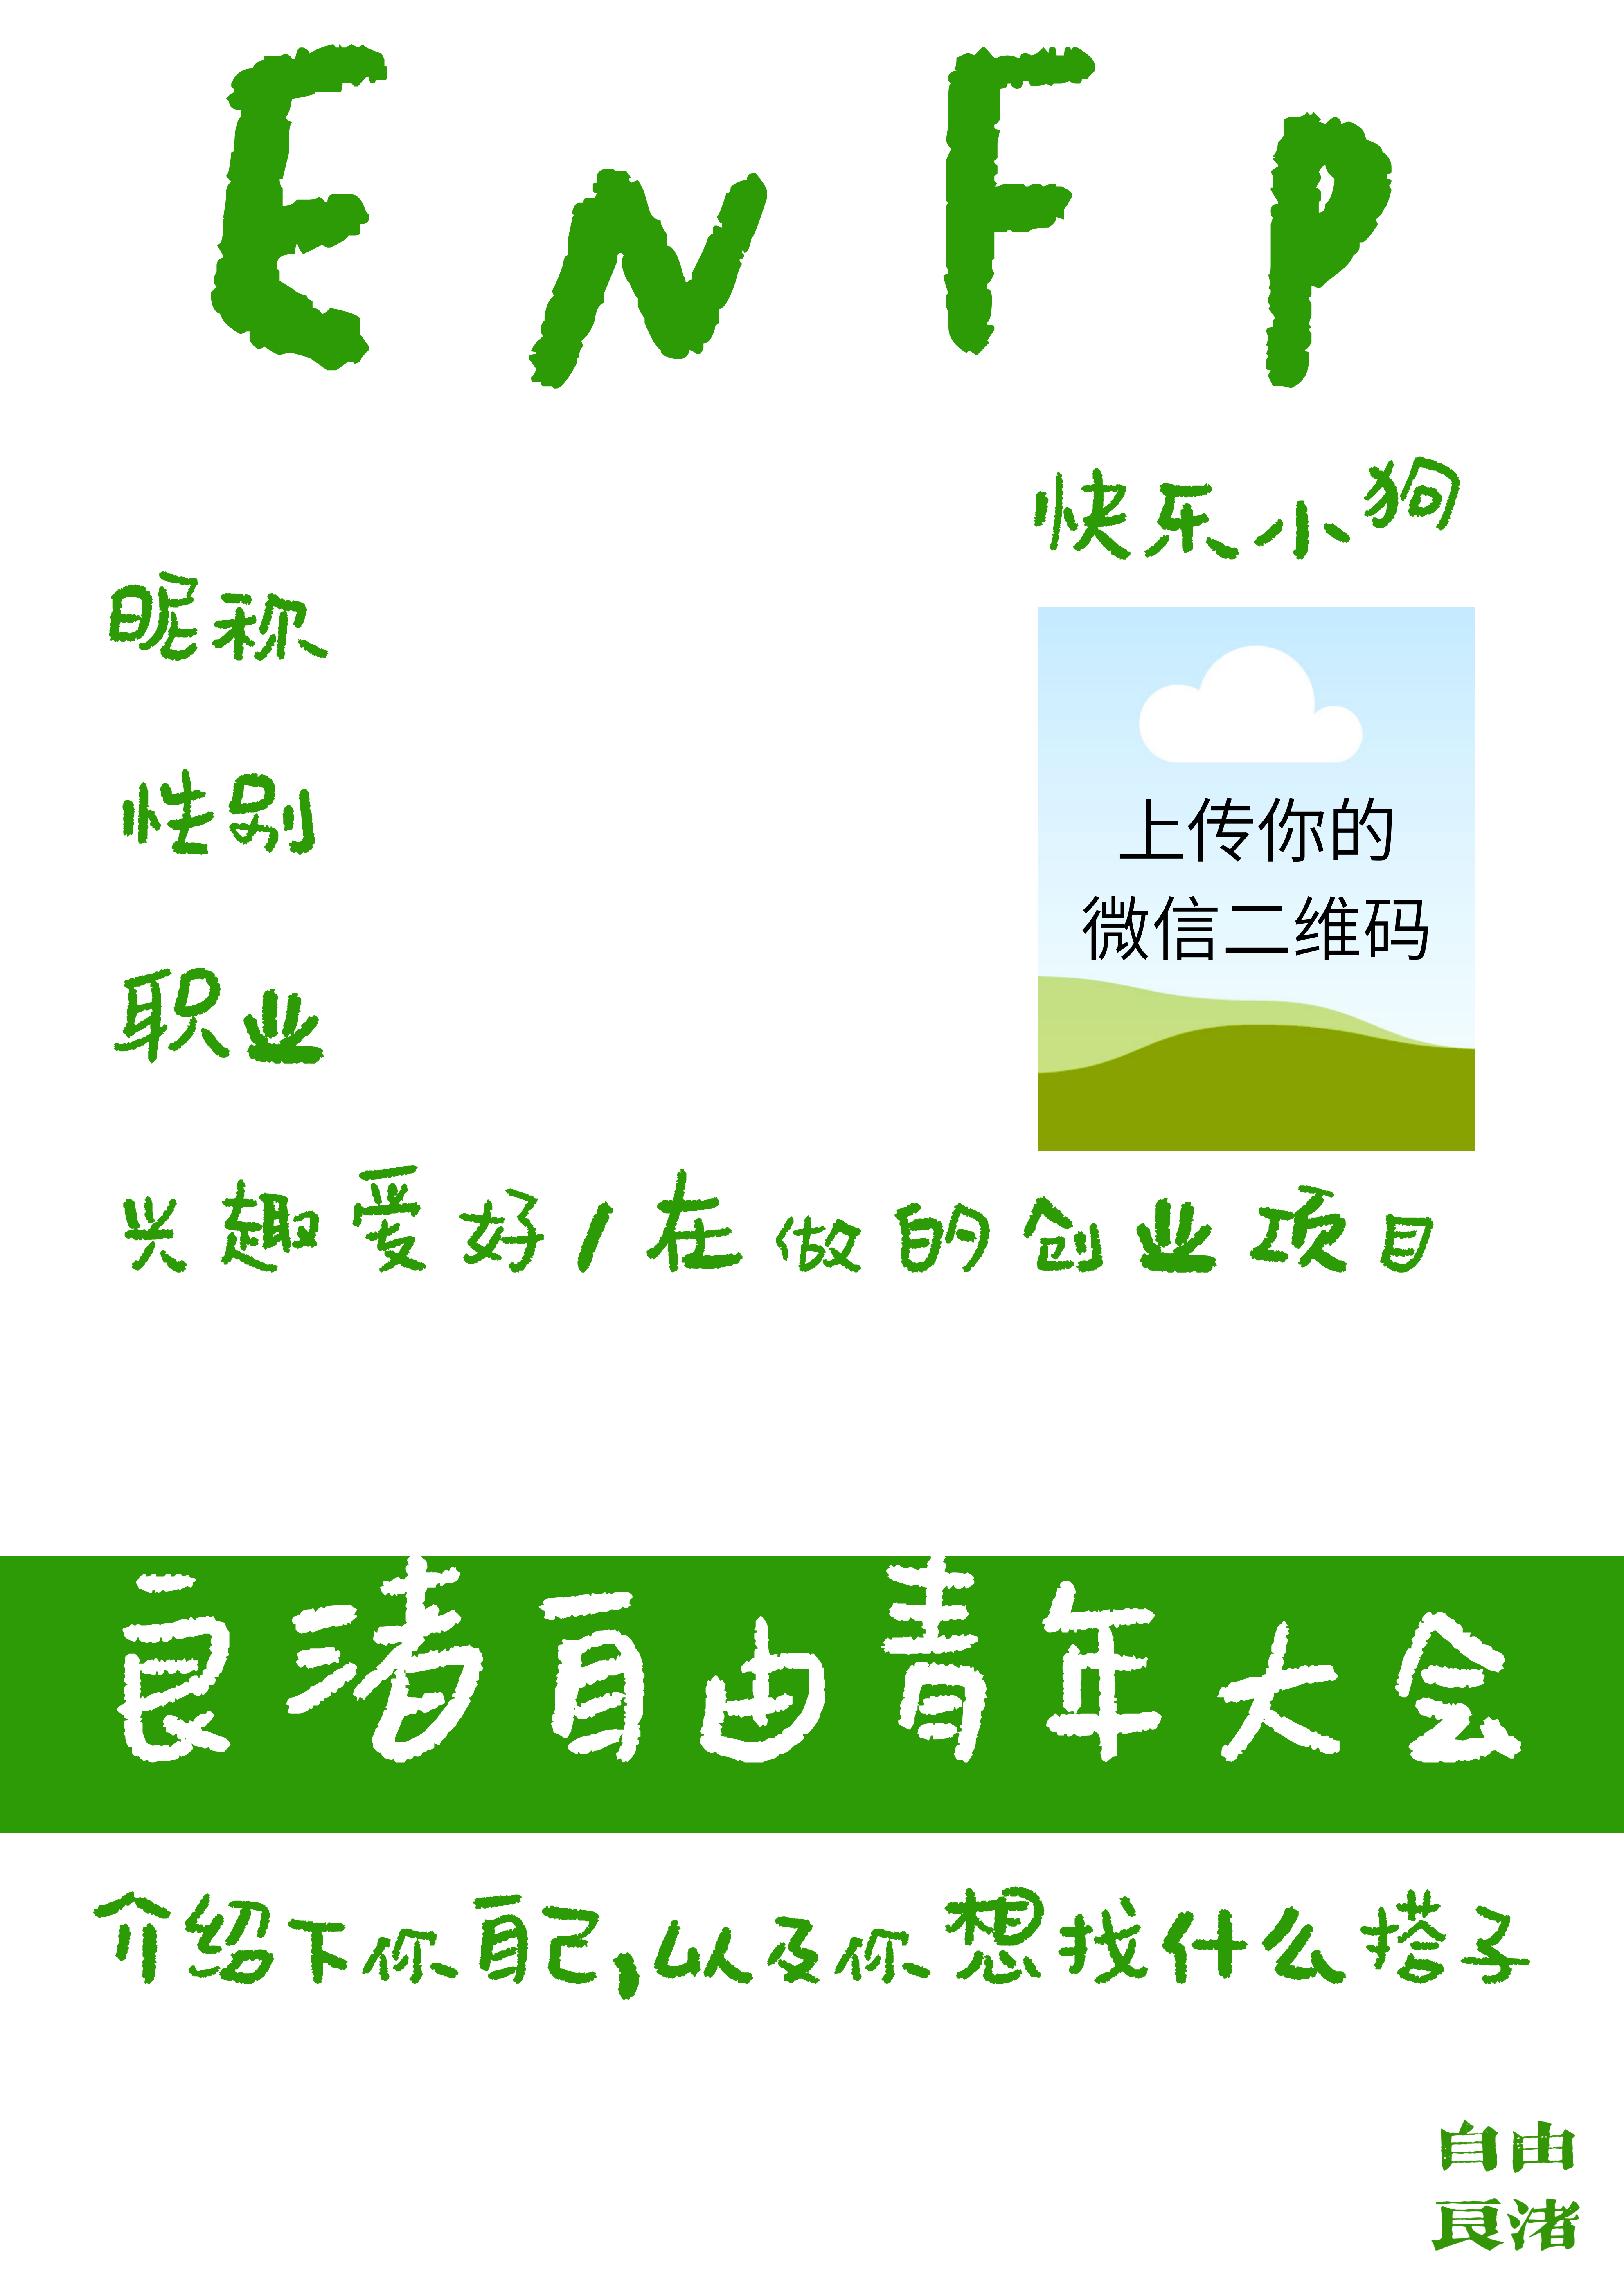 ENFP
快乐小狗
昵称
性别
上传你的
微信二维码
职业
兴趣爱好/在做的创业项目
良渚自由青年大会
介绍下你自己,以及你想找什么搭子
自由
良渚